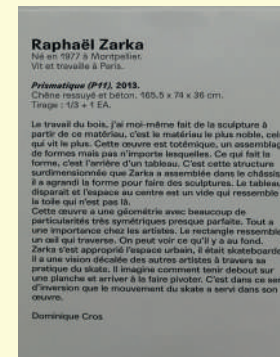 Raphaël Zarka
Né en 1977 à Montpellier.
Vit et travaille à Paris.
Prismatique (P11), 2013.
Chêne ressuyé et béton. 165.5 x 74 x 36 cm.
Tirage : 1/3 + 1 EA.
Le travail du bois, j'ai moi-même fait de la sculpture à
partir de ce matériau, c'est le matériau le plus noble, celui
qui vit le plus. Cette œuvre est totémique, un assemblage
de formes mais pas n'importe lesquelles. Ce qui fait la
forme, c'est l'arrière d'un tableau. C'est cette structure
surdimensionnée que Zarka a assemblée dans le châssis,
il a agrandi la forme pour faire des sculptures. Le tableau
disparaît et l'espace au centre est un vide qui ressemble à
la toile qui n'est pas là.
Cette œuvre a une géométrie avec beaucoup de
particularités très symétriques presque parfaite. Tout a
une importance chez les artistes. Le rectangle ressemble à
un œil qui traverse. On peut voir ce qu'il y a au fond.
Zarka s'est approprié l'espace urbain, il était skateboarder.
Il a une vision décalée des autres artistes à travers sa
pratique du skate. Il imagine comment tenir debout sur
une planche et arriver à la faire pivoter. C'est dans ce sens
d'inversion que le mouvement du skate a servi dans son
œuvre.
Dominique Cros